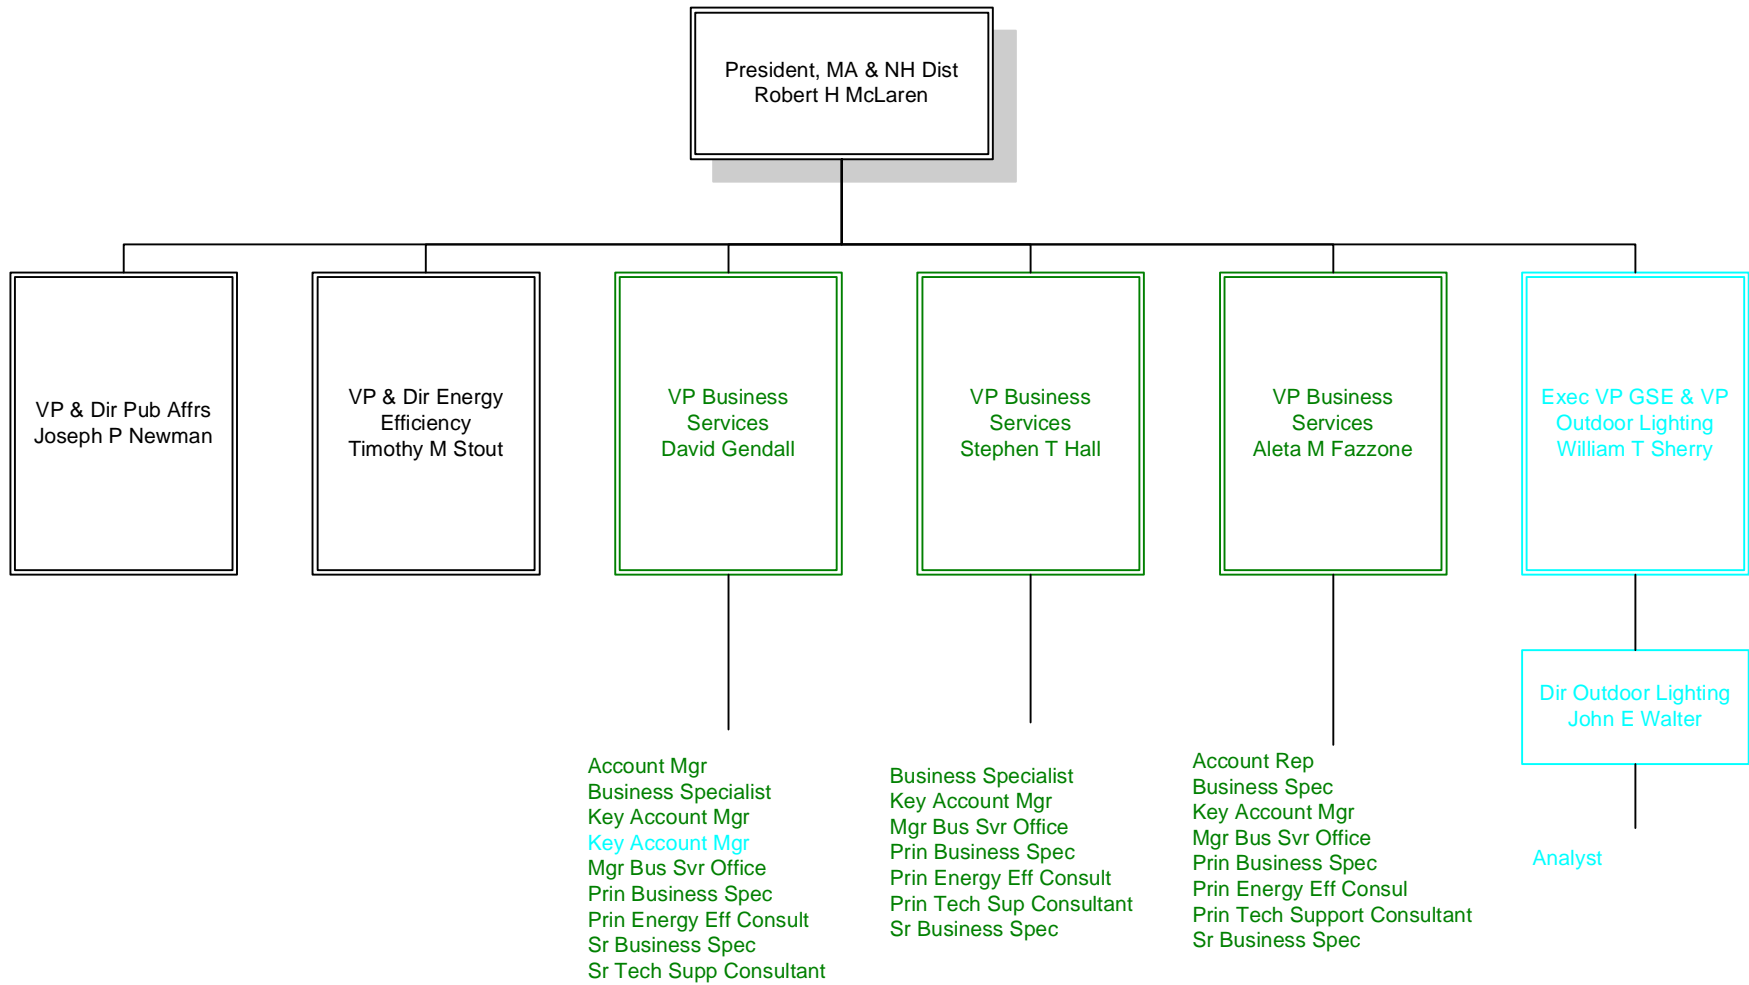 President, MA & NH Dist
Robert H McLaren
VP & Dir Pub Affrs
Joseph P Newman
VP & Dir Energy
Efficiency
Timothy M Stout
VP Business
Services
David Gendall
VP Business
Services
Stephen T Hall
VP Business
Services
Aleta M Fazzone
Exec VP GSE & VP
Outdoor Lighting
William T Sherry
Dir Outdoor Lighting
John E Walter
Account Mgr
Business Specialist
Key Account Mgr
Key Account Mgr
Mgr Bus Svr Office
Prin Business Spec
Prin Energy Eff Consult
Sr Business Spec
Sr Tech Supp Consultant
Business Specialist
Key Account Mgr
Mgr Bus Svr Office
Prin Business Spec
Prin Energy Eff Consult
Prin Tech Sup Consultant
Sr Business Spec
Account Rep
Business Spec
Key Account Mgr
Mgr Bus Svr Office
Prin Business Spec
Prin Energy Eff Consul
Prin Tech Support Consultant
Sr Business Spec
Analyst